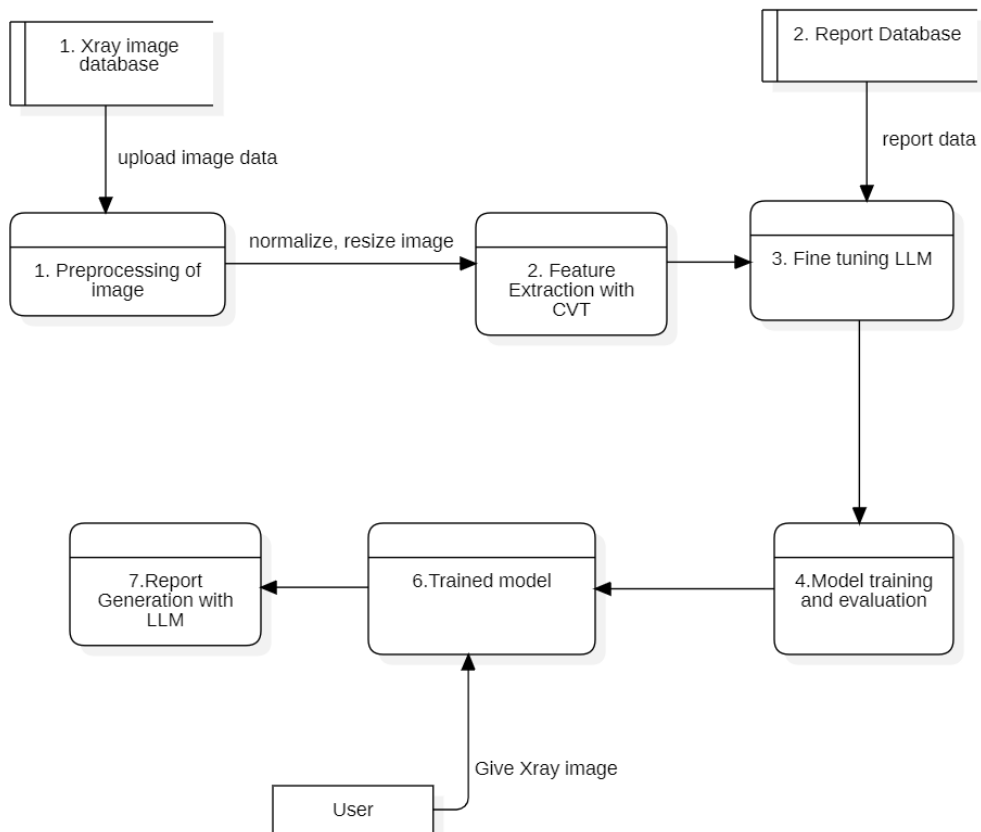 1. Xray image
database
2. Report Database
upload image data
report data
1. Preprocessing of
image
normalize, resize image
2. Feature
Extraction with
CVT
3. Fine tuning LLM
7.Report
Generation with
LLM
6.Trained model
4.Model training
and evaluation
Give Xray image
User